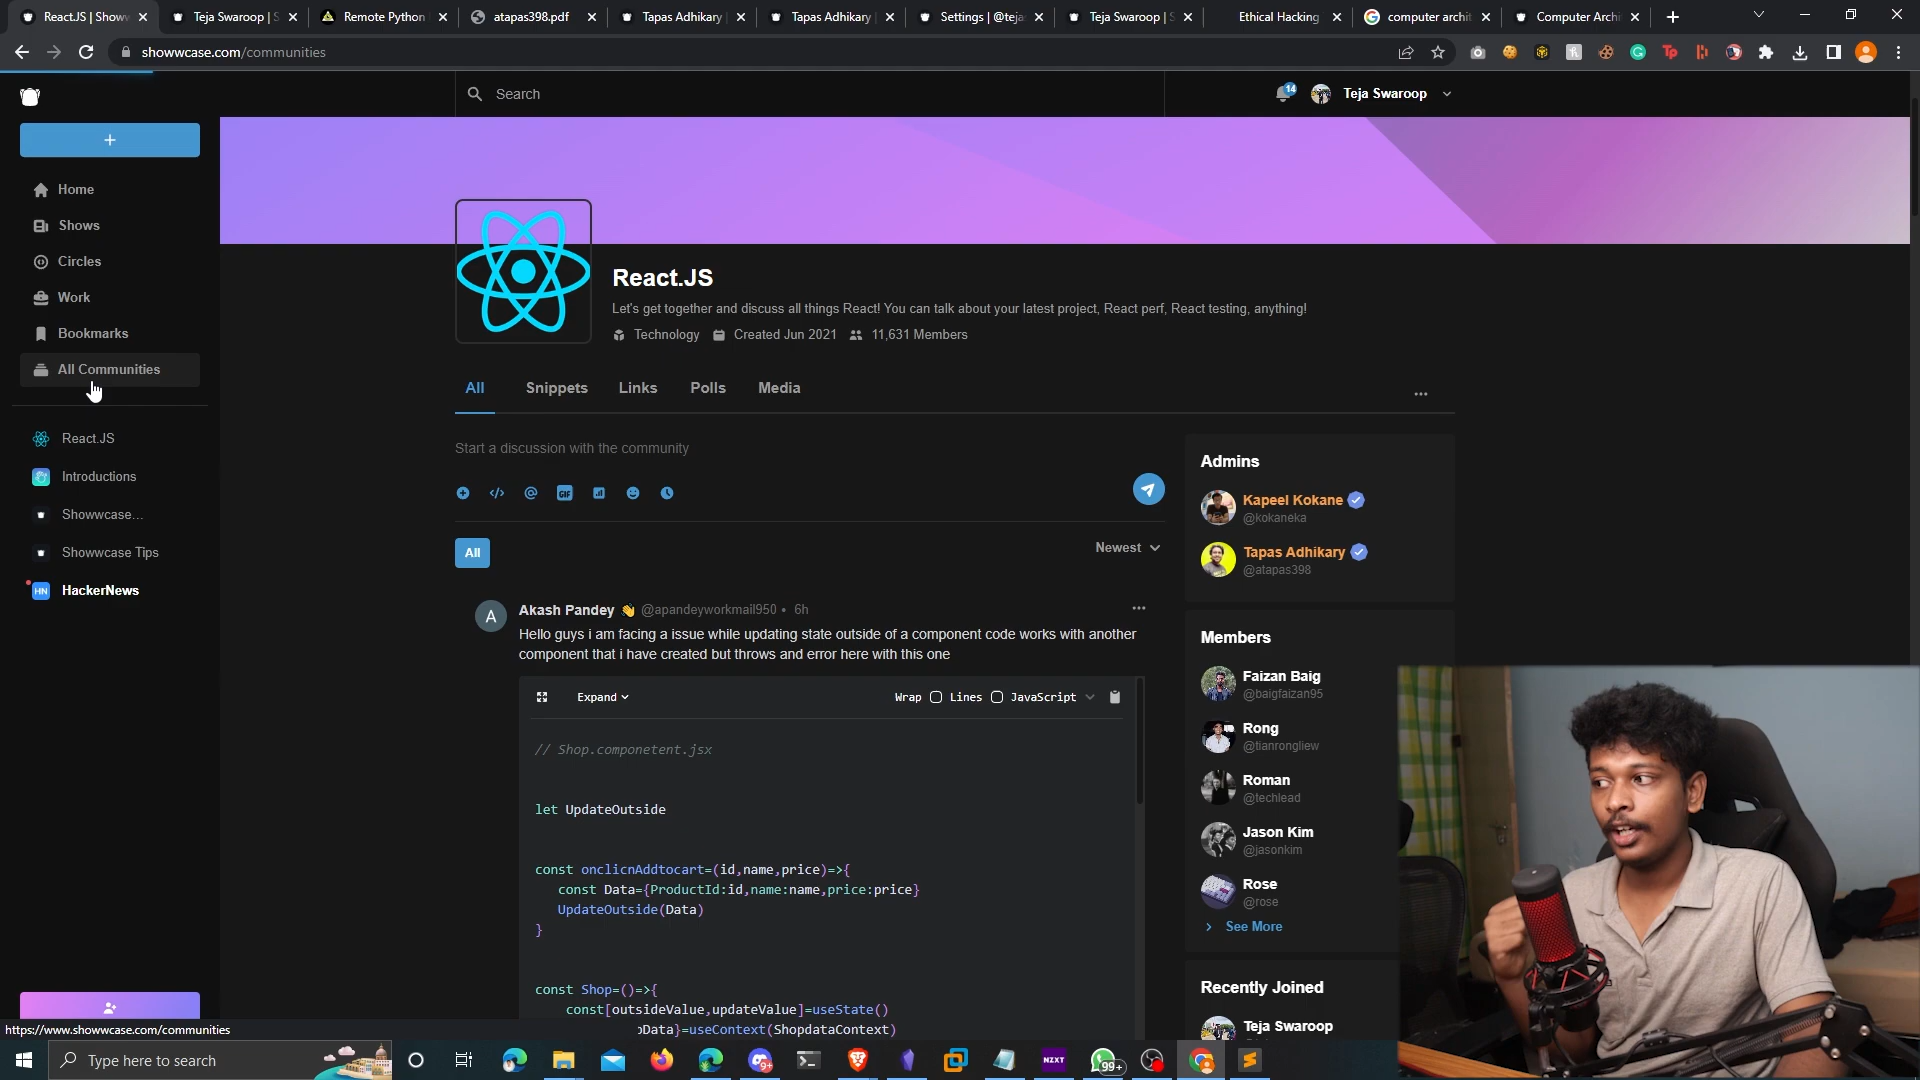 React.JS | Showw
Teja Swaroop | S
Remote Python
atapas398.pdf
Tapas Adhikary
Tapas Adhikary
Settings | @teja
Teja Swaroop | S
Ethical Hacking
computer archit
Computer Archi
showwcase.com/communities
Search
14
Teja Swaroop
+
Home
Shows
Circles
Work
Bookmarks
All Communities
React.JS
Introductions
Showwcase...
Showwcase Tips
HN
HackerNews
React.JS
Let's get together and discuss all things React! You can talk about your latest project, React perf, React testing, anything!
Technology Created Jun 2021 11,631 Members
All Snippets Links Polls Media
Start a discussion with the community
GIF
All
Newest
A
Akash Pandey 👋 @apandeyworkmail950 • 6h
Hello guys i am facing a issue while updating state outside of a component code works with another
component that i have created but throws and error here with this one
Expand
Wrap Lines JavaScript
// Shop.componetent.jsx
let UpdateOutside
const onclicnAddtocart=(id,name,price)=>{
const Data={ProductId:id,name:name,price:price}
UpdateOutside(Data)
}
const Shop=()=>{
const[outsideValue,updateValue]=useState()
Data}=useContext(ShopdataContext)
Admins
Kapeel Kokane
@kokaneka
Tapas Adhikary
@atapas398
Members
Faizan Baig
@baigfaizan95
Rong
@tianrongliew
Roman
@techlead
Jason Kim
@jasonkim
Rose
@rose
See More
Recently Joined
Teja Swaroop
https://www.showwcase.com/communities
Type here to search
9+
NZXT
99+